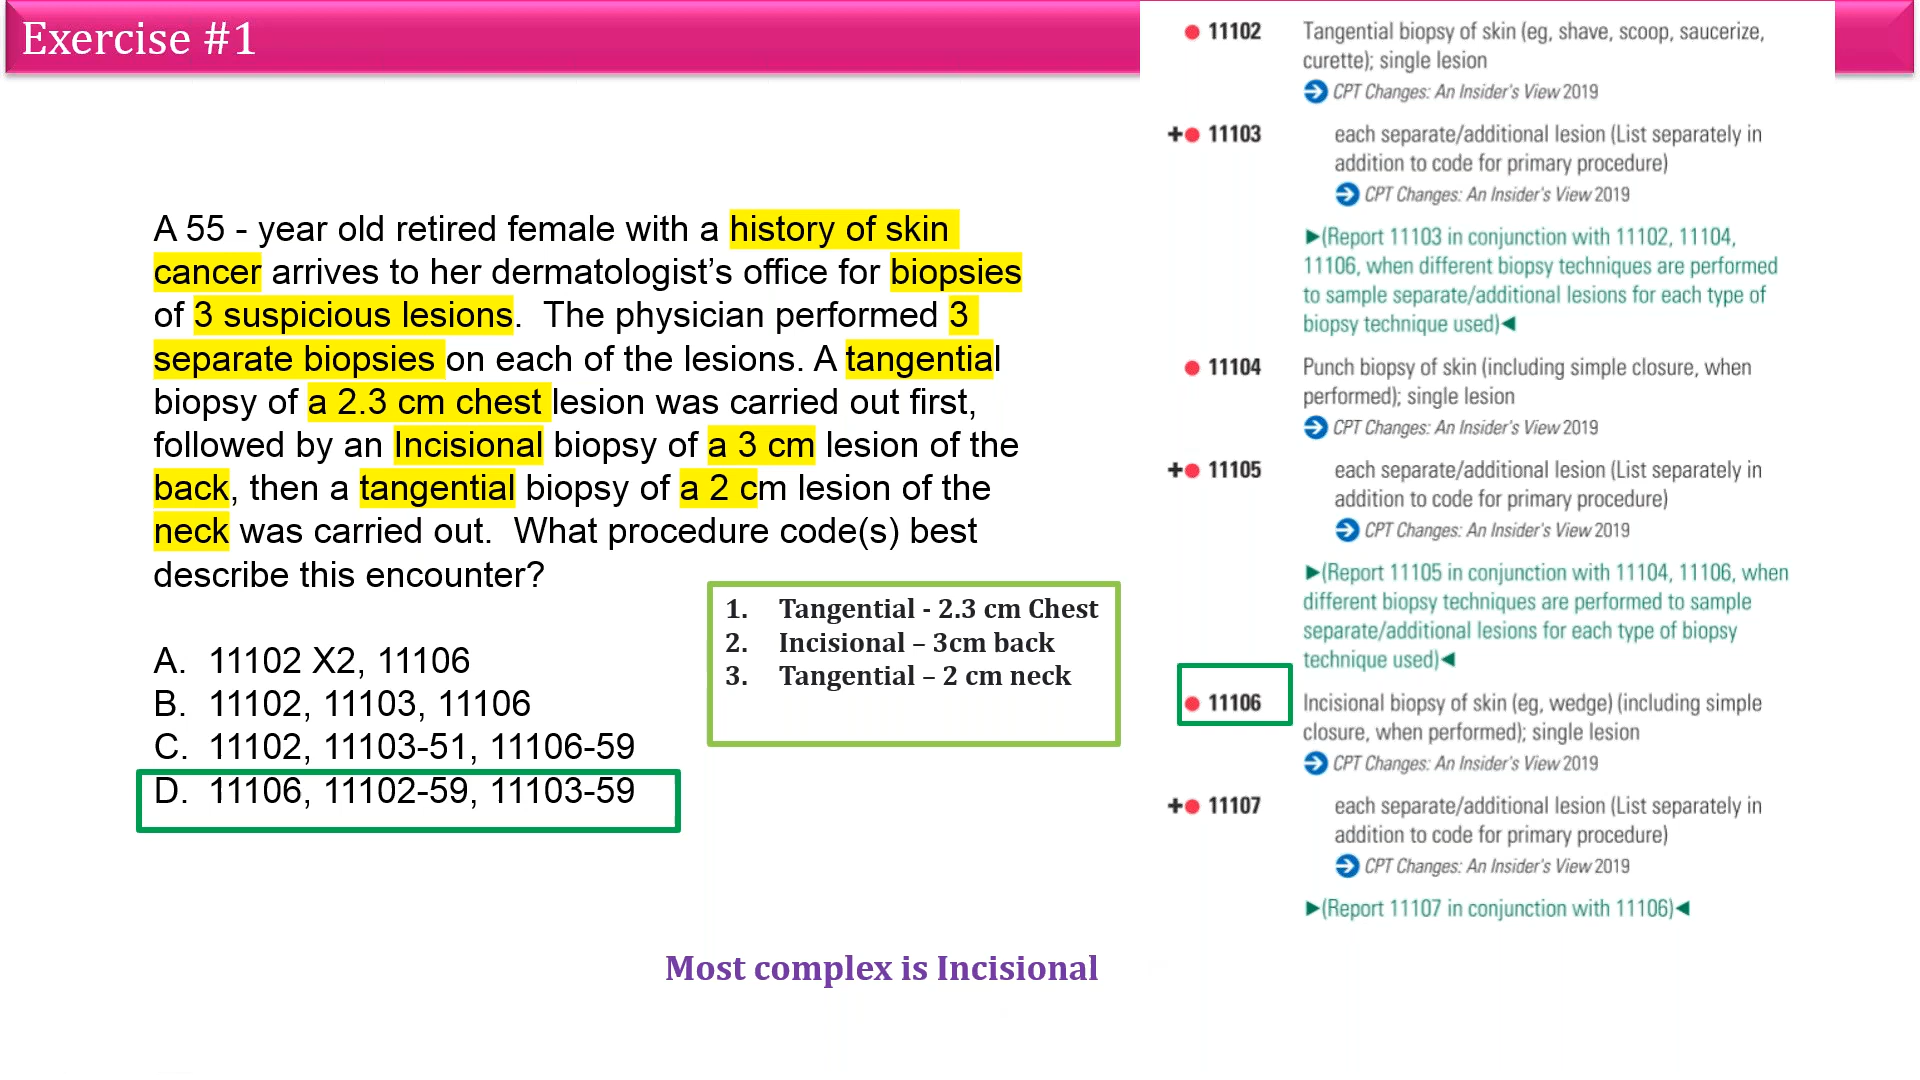 Exercise #1
A 55 - year old retired female with a history of skin
cancer arrives to her dermatologist’s office for biopsies
of 3 suspicious lesions.  The physician performed 3
separate biopsies on each of the lesions. A tangential
biopsy of a 2.3 cm chest lesion was carried out first,
followed by an Incisional biopsy of a 3 cm lesion of the
back, then a tangential biopsy of a 2 cm lesion of the
neck was carried out.  What procedure code(s) best
describe this encounter?
A. 11102 X2, 11106
B. 11102, 11103, 11106
C. 11102, 11103-51, 11106-59
D. 11106, 11102-59, 11103-59
1. Tangential - 2.3 cm Chest
2. Incisional – 3cm back
3. Tangential – 2 cm neck
Most complex is Incisional
● 11102 Tangential biopsy of skin (eg, shave, scoop, saucerize,
curette); single lesion
CPT Changes: An Insider's View 2019
+● 11103 each separate/additional lesion (List separately in
addition to code for primary procedure)
CPT Changes: An Insider's View 2019
►(Report 11103 in conjunction with 11102, 11104,
11106, when different biopsy techniques are performed
to sample separate/additional lesions for each type of
biopsy technique used)◄
● 11104 Punch biopsy of skin (including simple closure, when
performed); single lesion
CPT Changes: An Insider's View 2019
+● 11105 each separate/additional lesion (List separately in
addition to code for primary procedure)
CPT Changes: An Insider's View 2019
►(Report 11105 in conjunction with 11104, 11106, when
different biopsy techniques are performed to sample
separate/additional lesions for each type of biopsy
technique used)◄
● 11106 Incisional biopsy of skin (eg, wedge) (including simple
closure, when performed); single lesion
CPT Changes: An Insider's View 2019
+● 11107 each separate/additional lesion (List separately in
addition to code for primary procedure)
CPT Changes: An Insider's View 2019
►(Report 11107 in conjunction with 11106)◄